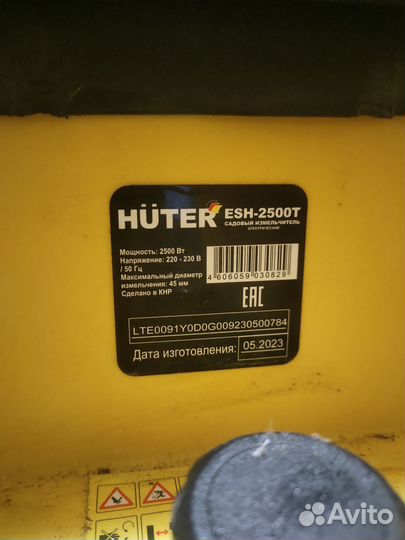 HÜTER
ESH-2500T
САДОВЫЙ ИЗМЕЛЬЧИТЕЛЬ
ЭЛЕКТРИЧЕСКИЙ
Мощность: 2500 Вт
Напряжение: 220 - 230 В
/ 50 Гц
Максимальный диаметр
измельчения: 45 мм
Сделано в КНР
4 606059 030829
EAC
LTE0091Y0D0G009230500784
Дата изготовления: 05.2023
Avito